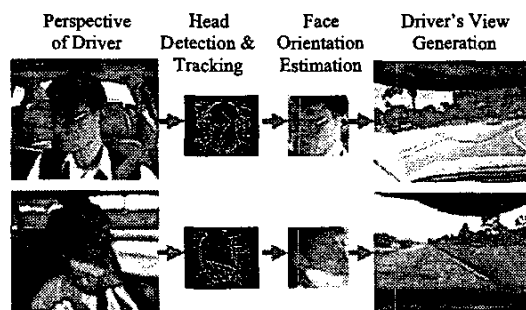 Perspective
of Driver
Head
Detection &
Tracking
Face
Orientation
Estimation
Driver's View
Generation